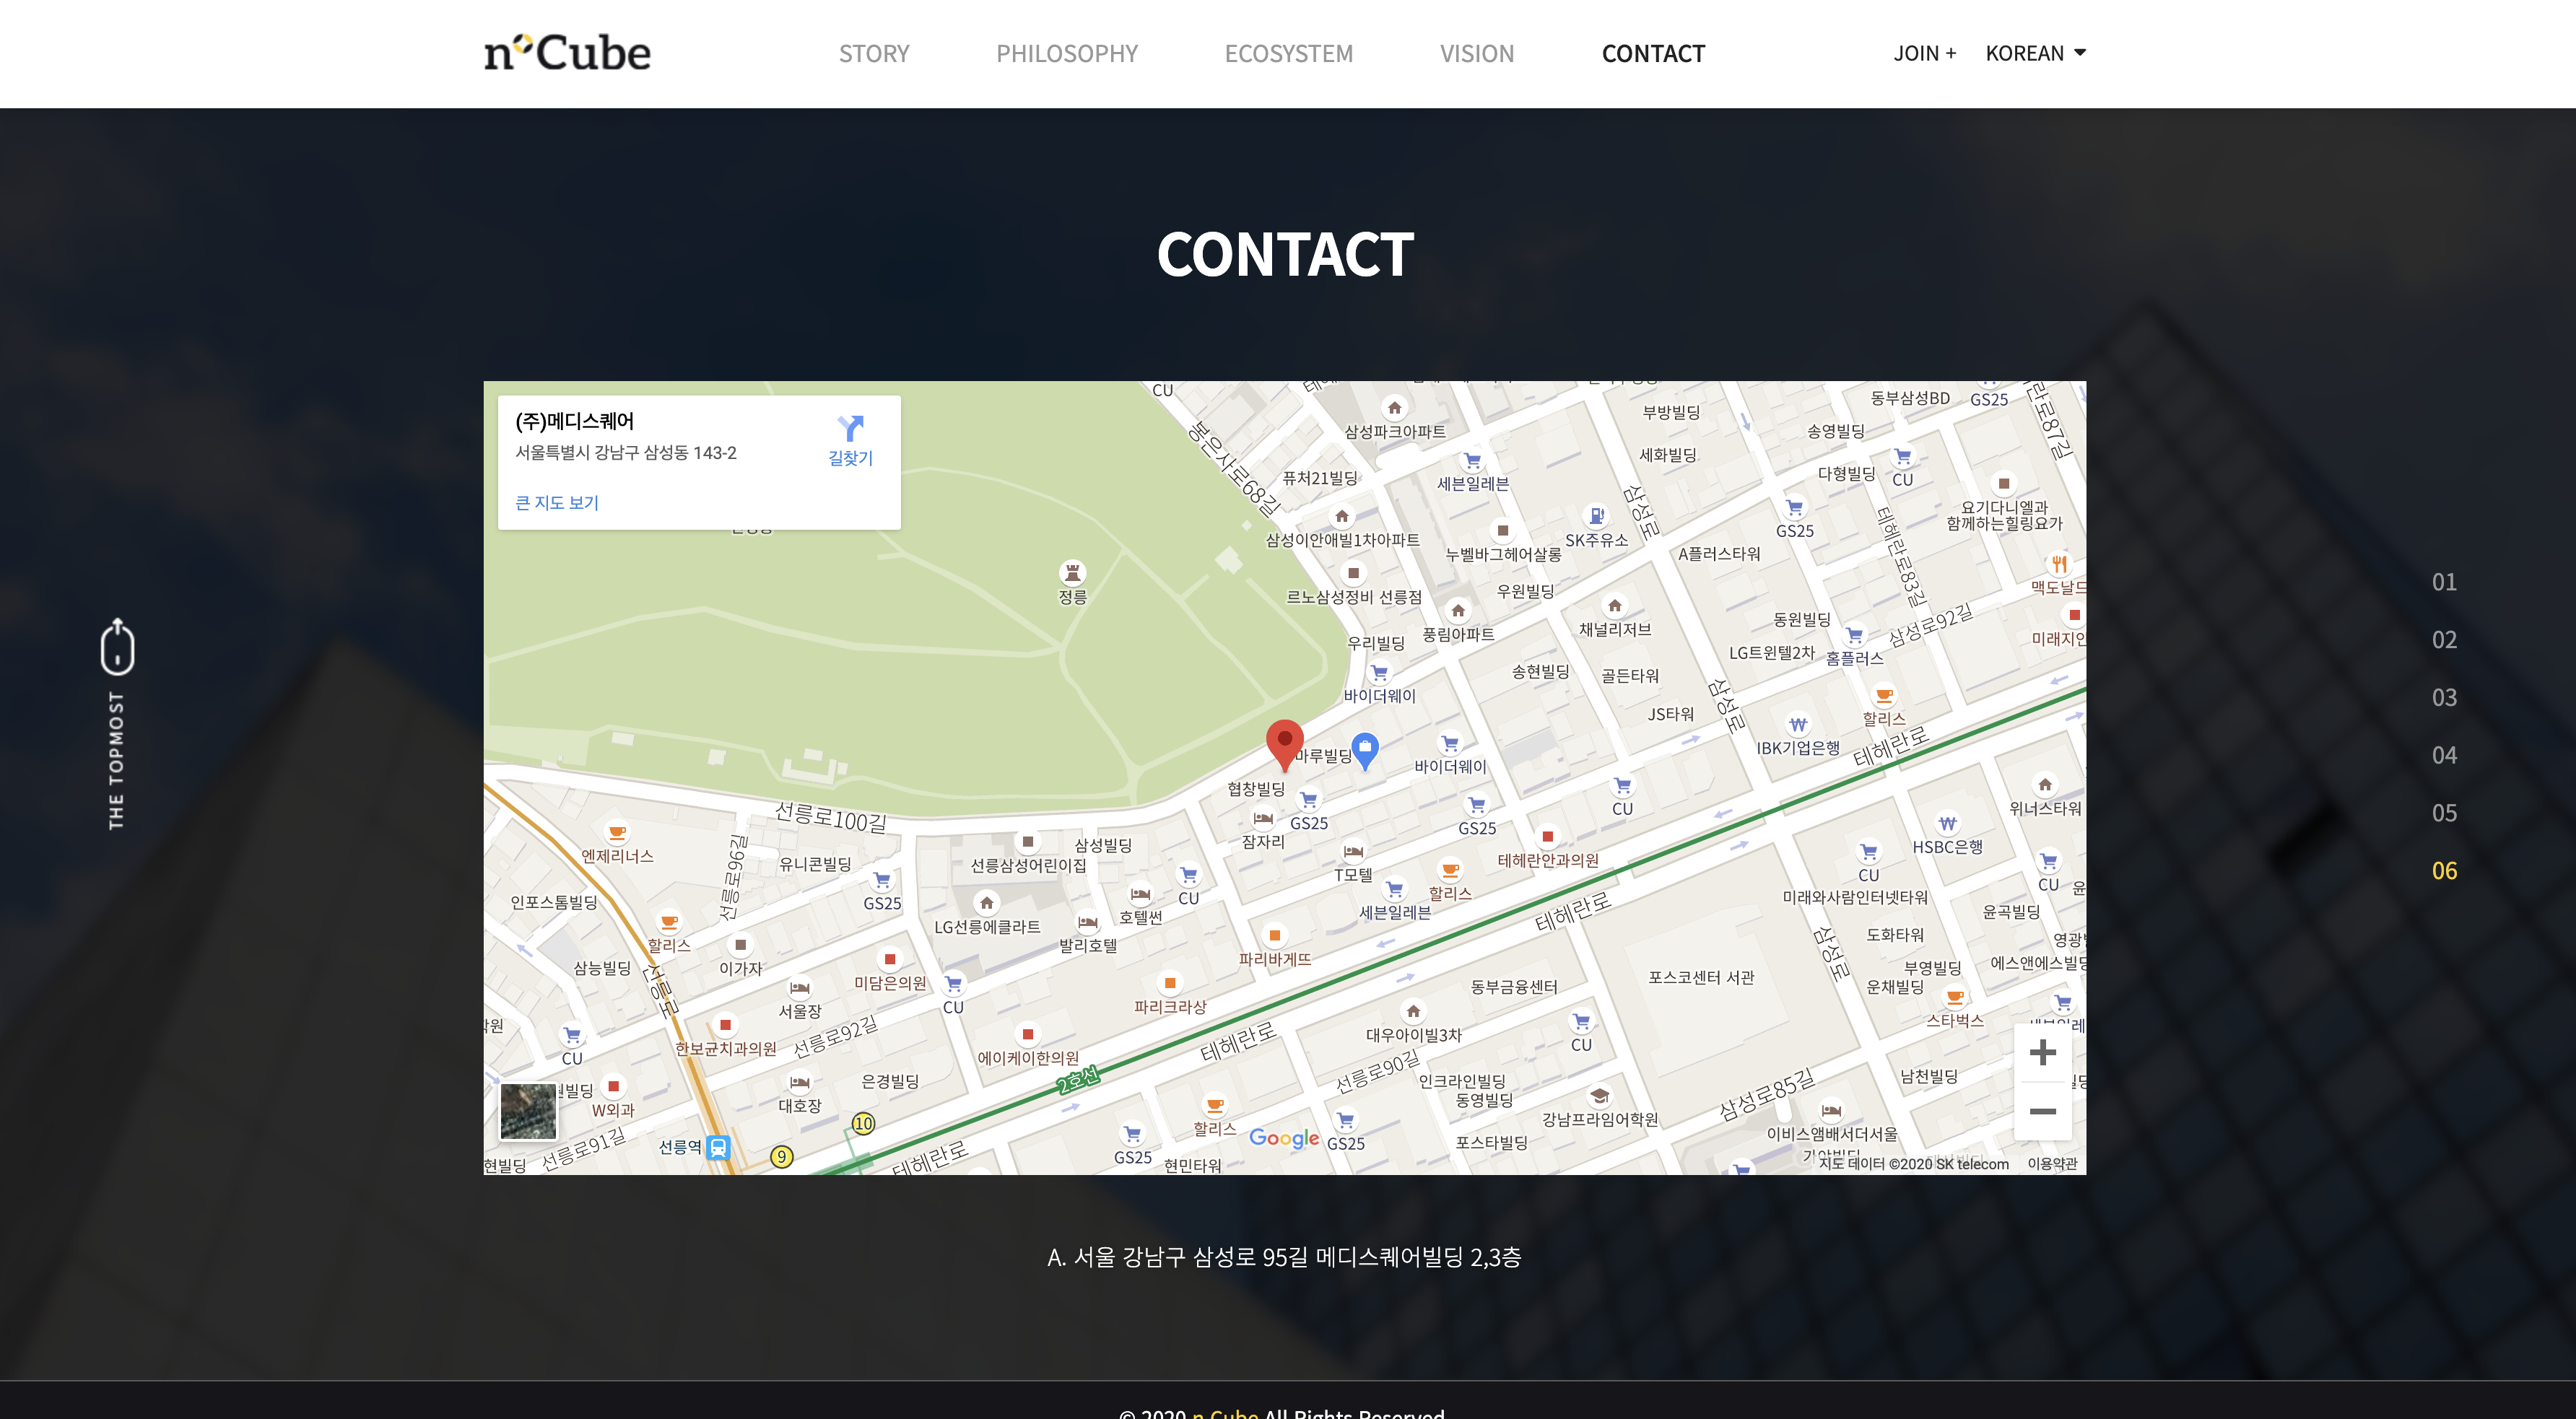 n Cube
STORY
PHILOSOPHY
ECOSYSTEM
VISION
CONTACT
JOIN +
KOREAN
CONTACT
(주)메디스퀘어
서울특별시 강남구 삼성동 143-2
길찾기
큰 지도 보기
CU
봉은사로68길
삼성파크아파트
퓨처21빌딩
세븐일레븐
삼성이안애빌1차아파트
누벨바그헤어살롱
SK주유소
르노삼성정비 선릉점
우원빌딩
부방빌딩
세화빌딩
삼성로
A플러스타워
동부삼성BD
GS25
송영빌딩
다형빌딩
CU
GS25
테헤란로83길
요기다니엘과
함께하는힐링요가
맥도날드
삼성로92길
동원빌딩
LG트윈텔2차
홈플러스
할리스
정릉
우리빌딩
풍림아파트
채널리저브
바이더웨이
송현빌딩
골든타워
JS타워
삼성로
IBK기업은행
테헤란로
마루빌딩
바이더웨이
협창빌딩
GS25
잠자리
GS25
CU
위너스타워
HSBC은행
CU
CU
T모텔
할리스
테헤란안과의원
세븐일레븐
테헤란로
미래와사람인터넷타워
윤곡빌딩
도화타워
삼성로
부영빌딩
에스앤에스빌딩
운채빌딩
스타벅스
선릉로100길
엔제리너스
선릉로96길
유니콘빌딩
GS25
선릉삼성어린이집
삼성빌딩
CU
LG선릉에클라트
호텔썬
발리호텔
인포스톰빌딩
할리스
이가자
미담은의원
삼능빌딩
선릉로
서울장
CU
파리바게뜨
파리크라상
동부금융센터
포스코센터 서관
대우아이빌3차
CU
CU
한보균치과의원
선릉로92길
에이케이한의원
테헤란로
선릉로90길
인크라인빌딩
동영빌딩
강남프라임어학원
삼성로85길
남천빌딩
이비스앰배서더서울
W외과
은경빌딩
대호장
2호선
10
9
선릉역
선릉로91길
현빌딩
테헤란로
GS25
할리스
현민타워
Google
GS25
포스타빌딩
지도 데이터 ©2020 SK telecom
이용약관
THE TOPMOST
01
02
03
04
05
06
A. 서울 강남구 삼성로 95길 메디스퀘어빌딩 2,3층
© 2020 n Cube All Rights Reserved